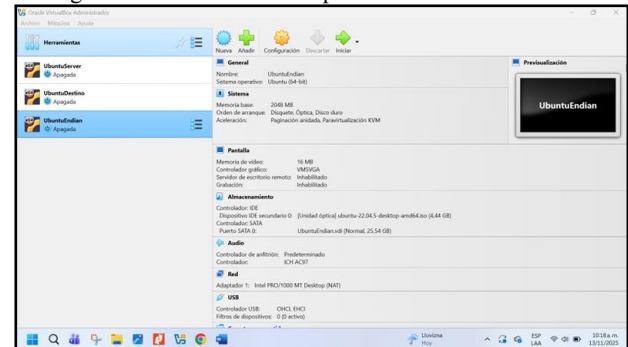 Oracle VirtualBox Administrador
Archivo Máquina Ayuda
Herramientas
Nueva Añadir Configuración Descartar Iniciar
UbuntuServer
Apagada
UbuntuDestino
Apagada
UbuntuEndian
Apagada
General
Nombre: UbuntuEndian
Sistema operativo: Ubuntu (64-bit)
Sistema
Memoria base: 2048 MB
Orden de arranque: Disquete, Óptica, Disco duro
Aceleración: Paginación anidada, Paravirtualización KVM
Previsualización
UbuntuEndian
Pantalla
Memoria de vídeo: 16 MB
Controlador gráfico: VMSVGA
Servidor de escritorio remoto: Inhabilitado
Grabación: Inhabilitado
Almacenamiento
Controlador: IDE
Dispositivo IDE secundario 0: [Unidad óptica] ubuntu-22.04.5-desktop-amd64.iso (4,44 GB)
Controlador: SATA
Puerto SATA 0: UbuntuEndian.vdi (Normal, 25,54 GB)
Audio
Controlador de anfitrión: Predeterminado
Controlador: ICH AC97
Red
Adaptador 1: Intel PRO/1000 MT Desktop (NAT)
USB
Controlador USB: OHCI, EHCI
Filtros de dispositivos: 0 (0 activo)
Llovizna
Hoy
ESP
LAA
10:18 a.m.
13/11/2025